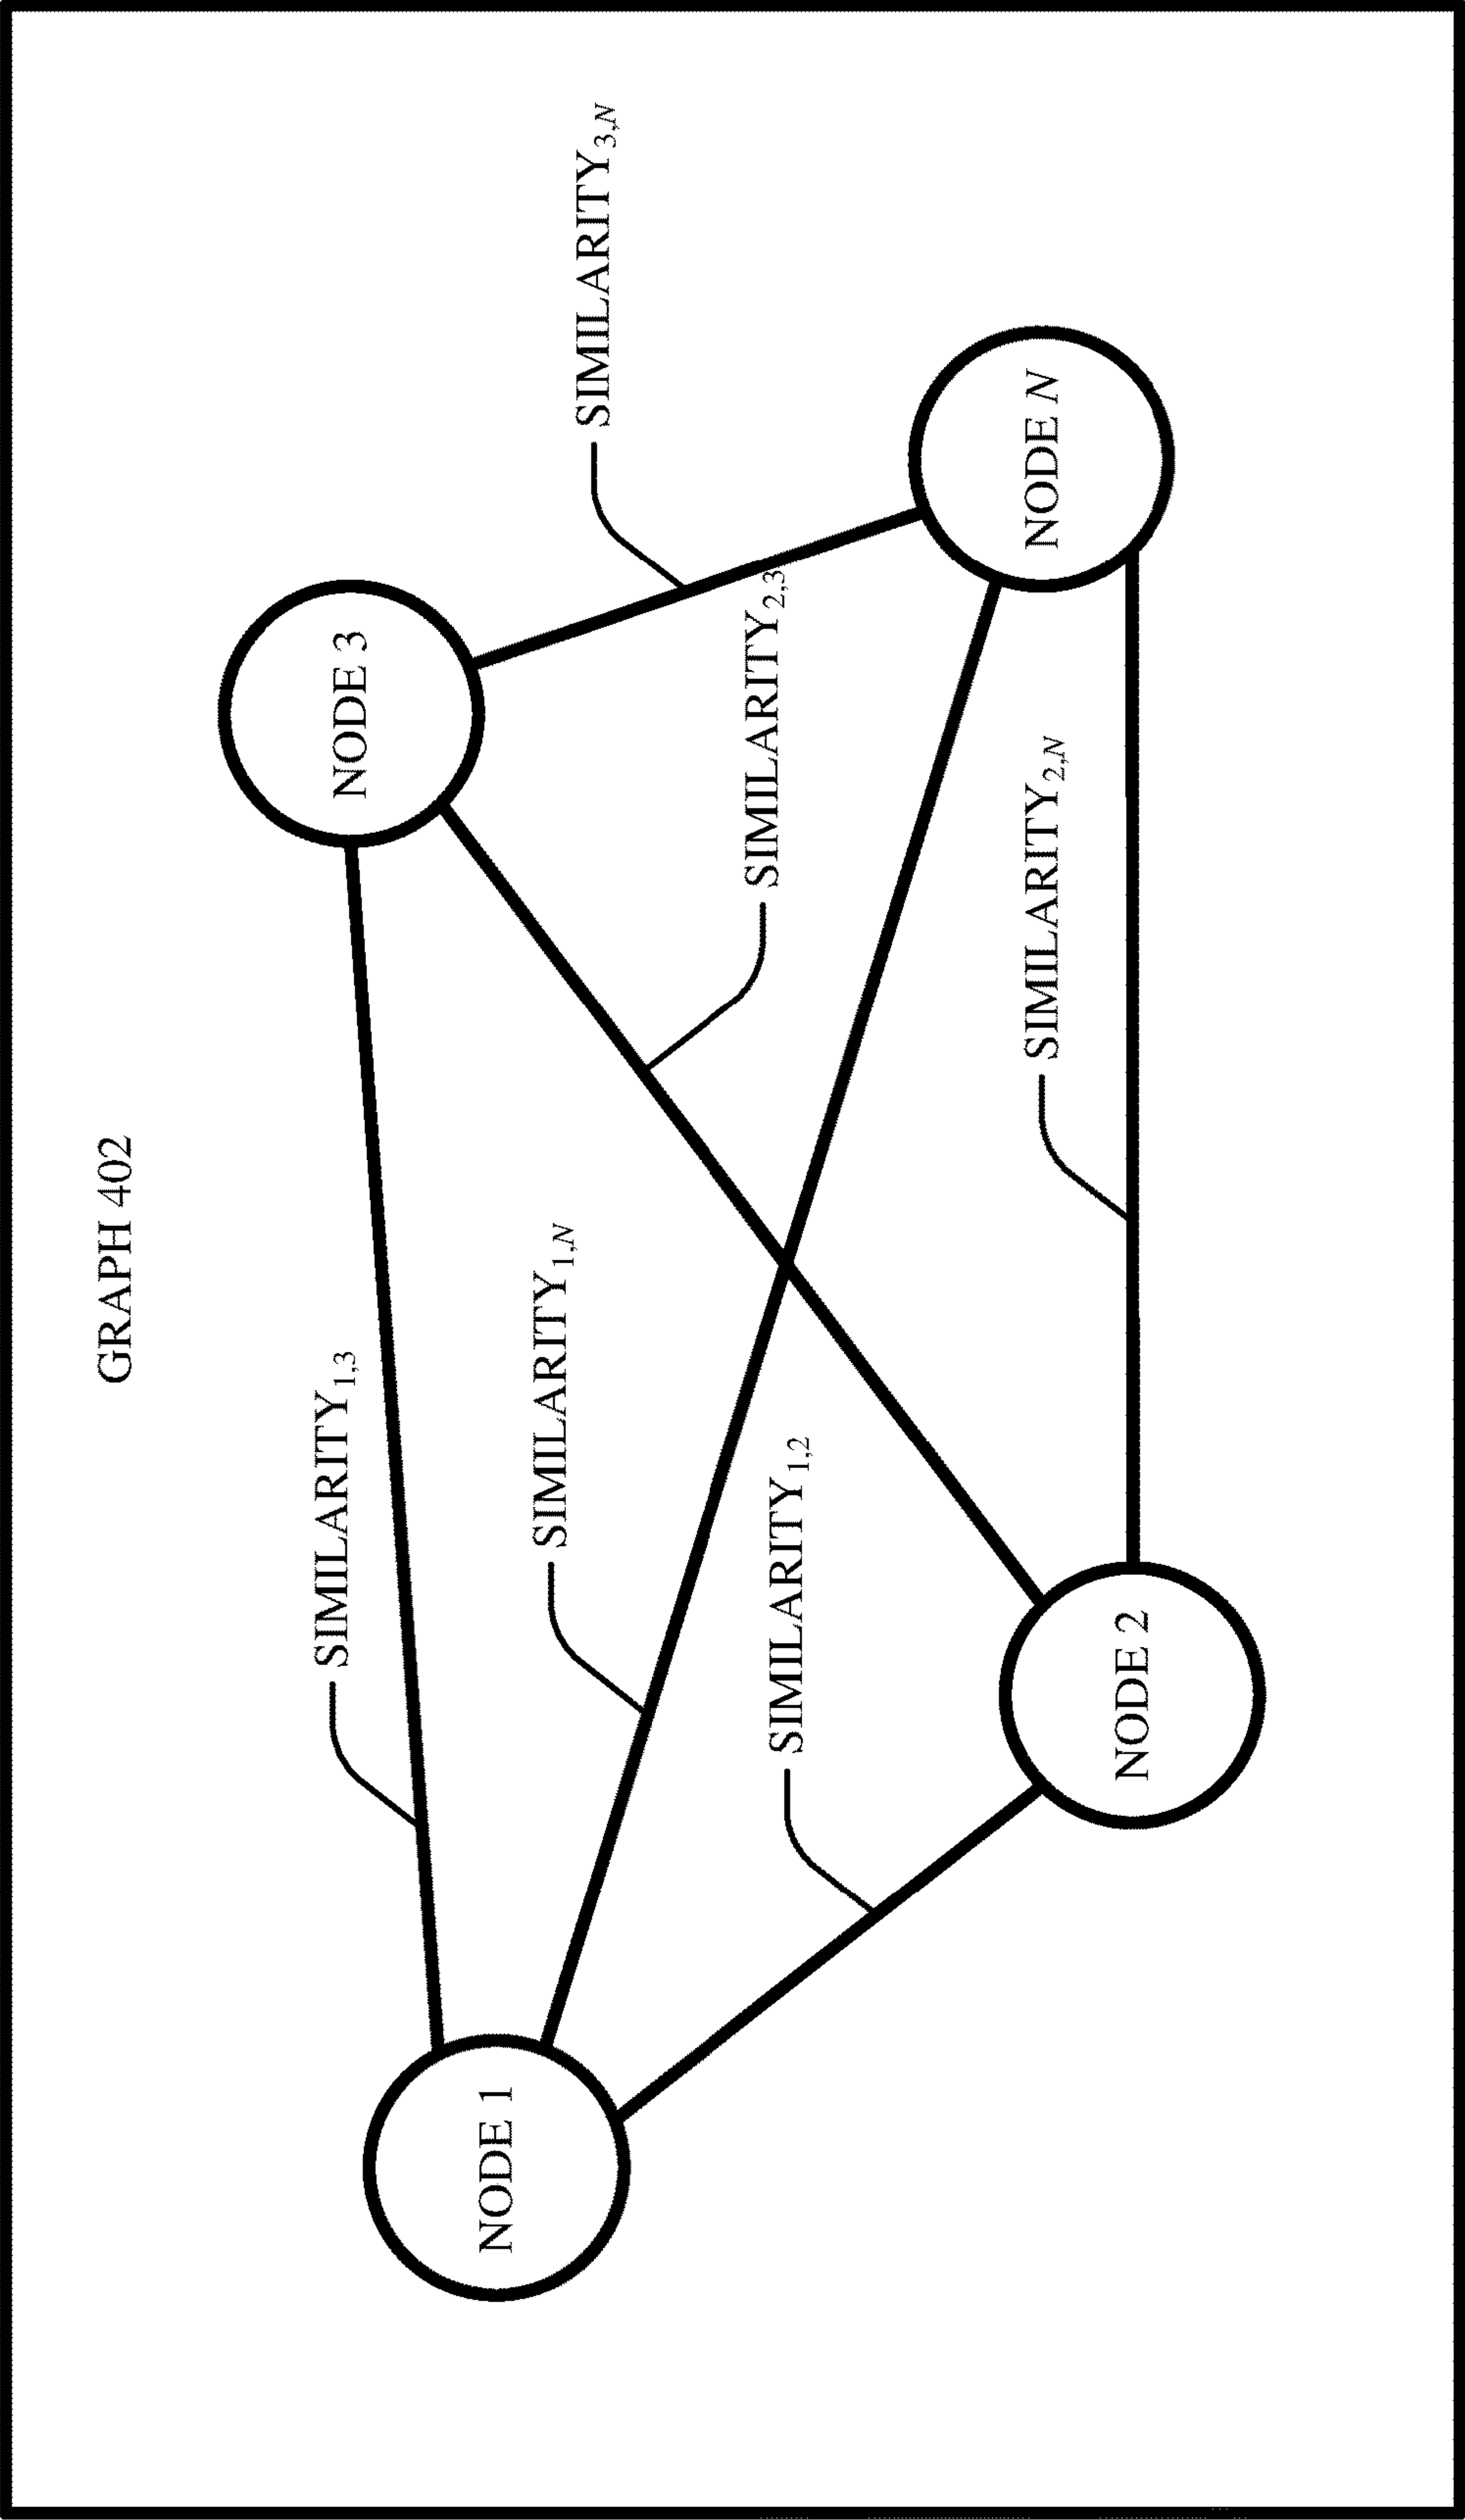 GRAPH 402
SIMILARITY1,3
NODE 3
SIMILARITY1,N
SIMILARITY3,N
NODE 1
SIMILARITY2,3
SIMILARITY1,2
SIMILARITY2,N
NODE N
NODE 2